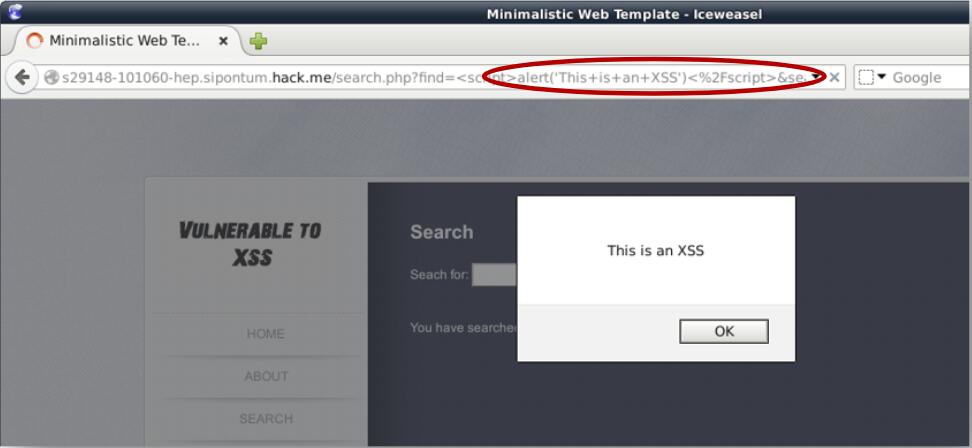 Minimalistic Web Template - Iceweasel
Minimalistic Web Te...
s29148-101060-hep.sipontum.hack.me/search.php?find=<script>alert('This+is+an+XSS')<%2Fscript>&se
Google
VULNERABLE TO
XSS
Search
Seach for:
This is an XSS
You have searched
OK
HOME
ABOUT
SEARCH